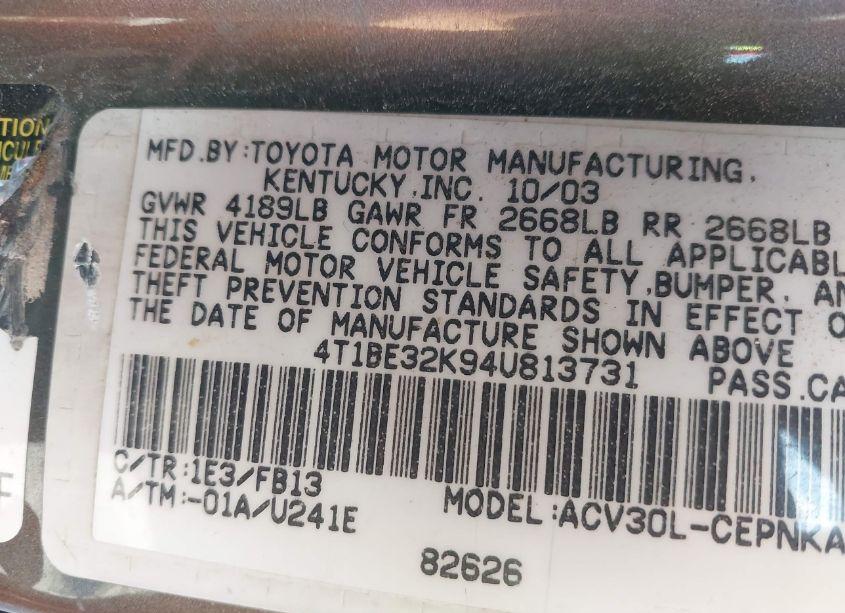 TION
MFD.BY:TOYOTA MOTOR MANUFACTURING,
KENTUCKY,INC. 10/03
GVWR 4189LB GAWR FR 2668LB RR 2668LB
THIS VEHICLE CONFORMS TO ALL APPLICABL
FEDERAL MOTOR VEHICLE SAFETY,BUMPER, AN
THEFT PREVENTION STANDARDS IN EFFECT O
THE DATE OF MANUFACTURE SHOWN ABOVE
4T1BE32K94U813731 PASS.CA
C/TR:1E3/FB13
A/TM:-01A/U241E
MODEL:ACV30L-CEPNKA
82626
F